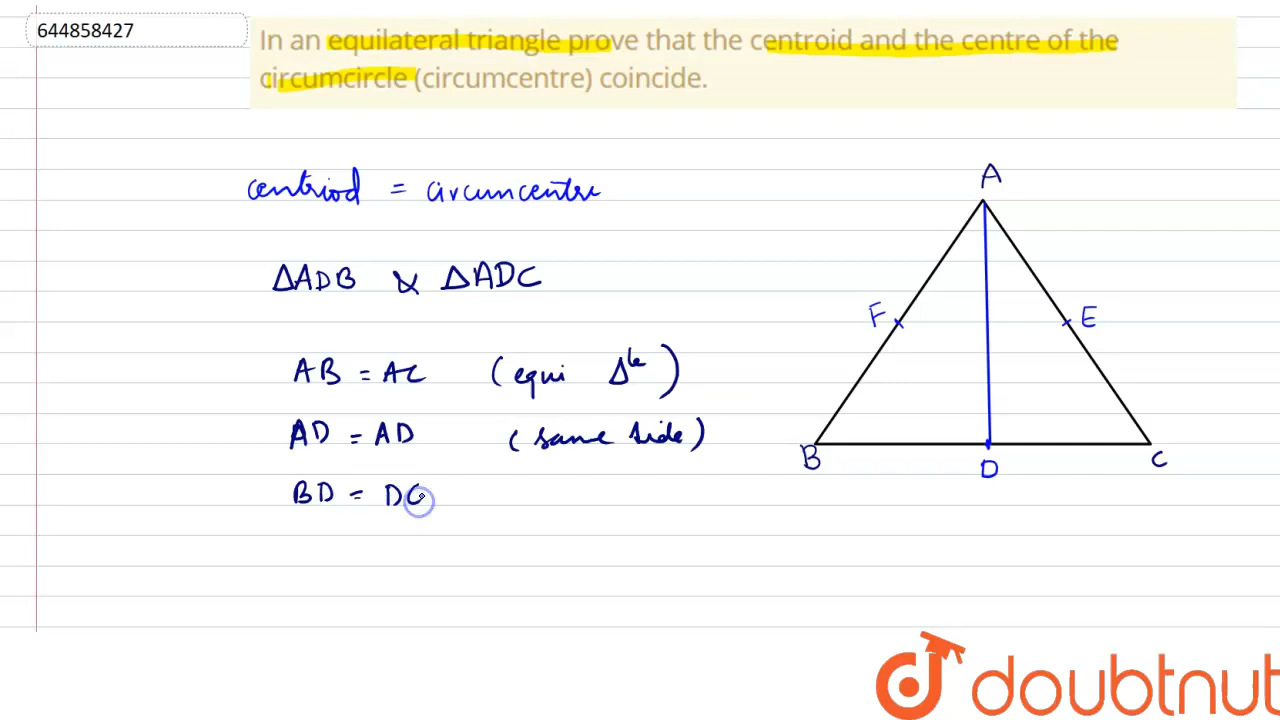 644858427
In an equilateral triangle prove that the centroid and the centre of the
circumcircle (circumcentre) coincide.
centriod = circumcentre
A
ΔADB & ΔADC
F E
AB = AC (equi Δle)
AD = AD (same side)
B D C
BD = DC
doubtnut